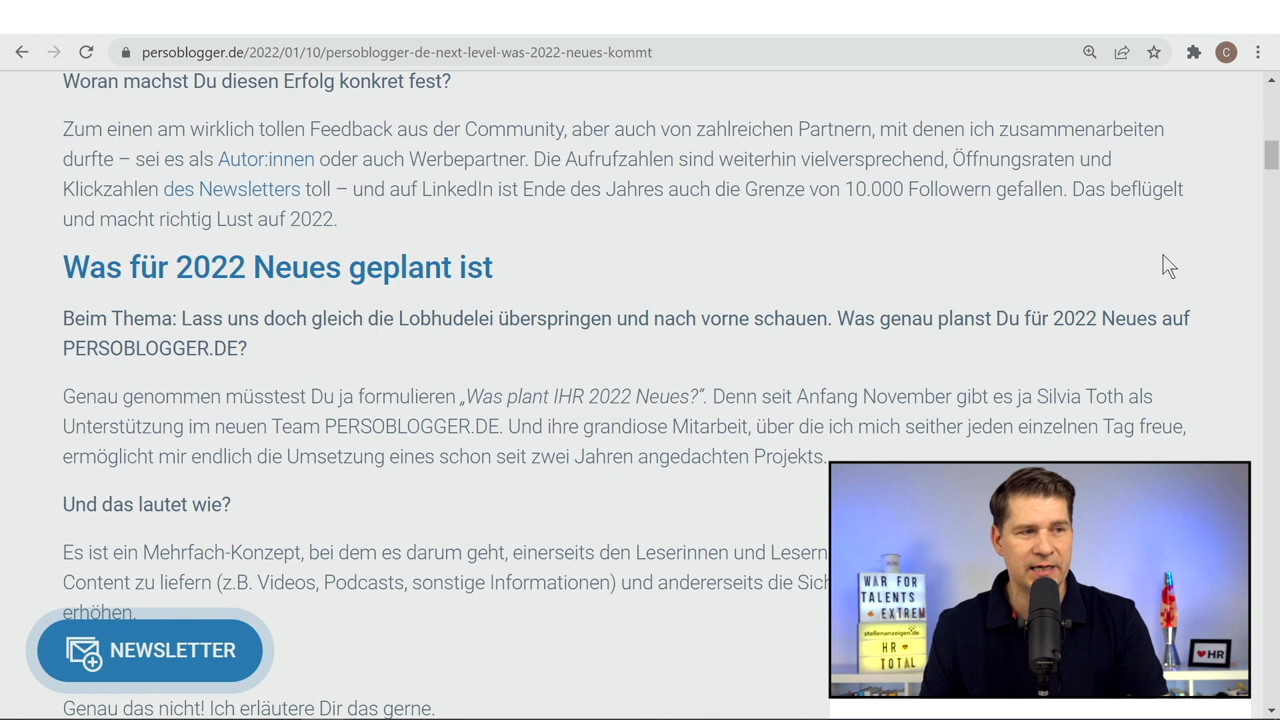 persoblogger.de/2022/01/10/persoblogger-de-next-level-was-2022-neues-kommt
C
Woran machst Du diesen Erfolg konkret fest?
Zum einen am wirklich tollen Feedback aus der Community, aber auch von zahlreichen Partnern, mit denen ich zusammenarbeiten
durfte – sei es als Autor:innen oder auch Werbepartner. Die Aufrufzahlen sind weiterhin vielversprechend, Öffnungsraten und
Klickzahlen des Newsletters toll – und auf LinkedIn ist Ende des Jahres auch die Grenze von 10.000 Followern gefallen. Das beflügelt
und macht richtig Lust auf 2022.
Was für 2022 Neues geplant ist
Beim Thema: Lass uns doch gleich die Lobhudelei überspringen und nach vorne schauen. Was genau planst Du für 2022 Neues auf
PERSOBLOGGER.DE?
Genau genommen müsstest Du ja formulieren „Was plant IHR 2022 Neues?“. Denn seit Anfang November gibt es ja Silvia Toth als
Unterstützung im neuen Team PERSOBLOGGER.DE. Und ihre grandiose Mitarbeit, über die ich mich seither jeden einzelnen Tag freue,
ermöglicht mir endlich die Umsetzung eines schon seit zwei Jahren angedachten Projekts.
Und das lautet wie?
Es ist ein Mehrfach-Konzept, bei dem es darum geht, einerseits den Leserinnen und Lesern
Content zu liefern (z.B. Videos, Podcasts, sonstige Informationen) und andererseits die Sich
erhöhen.
NEWSLETTER
Genau das nicht! Ich erläutere Dir das gerne.
WAR FOR
TALENTS
EXTREM
stellenanzeigen.de
HR
TOTAL
HR